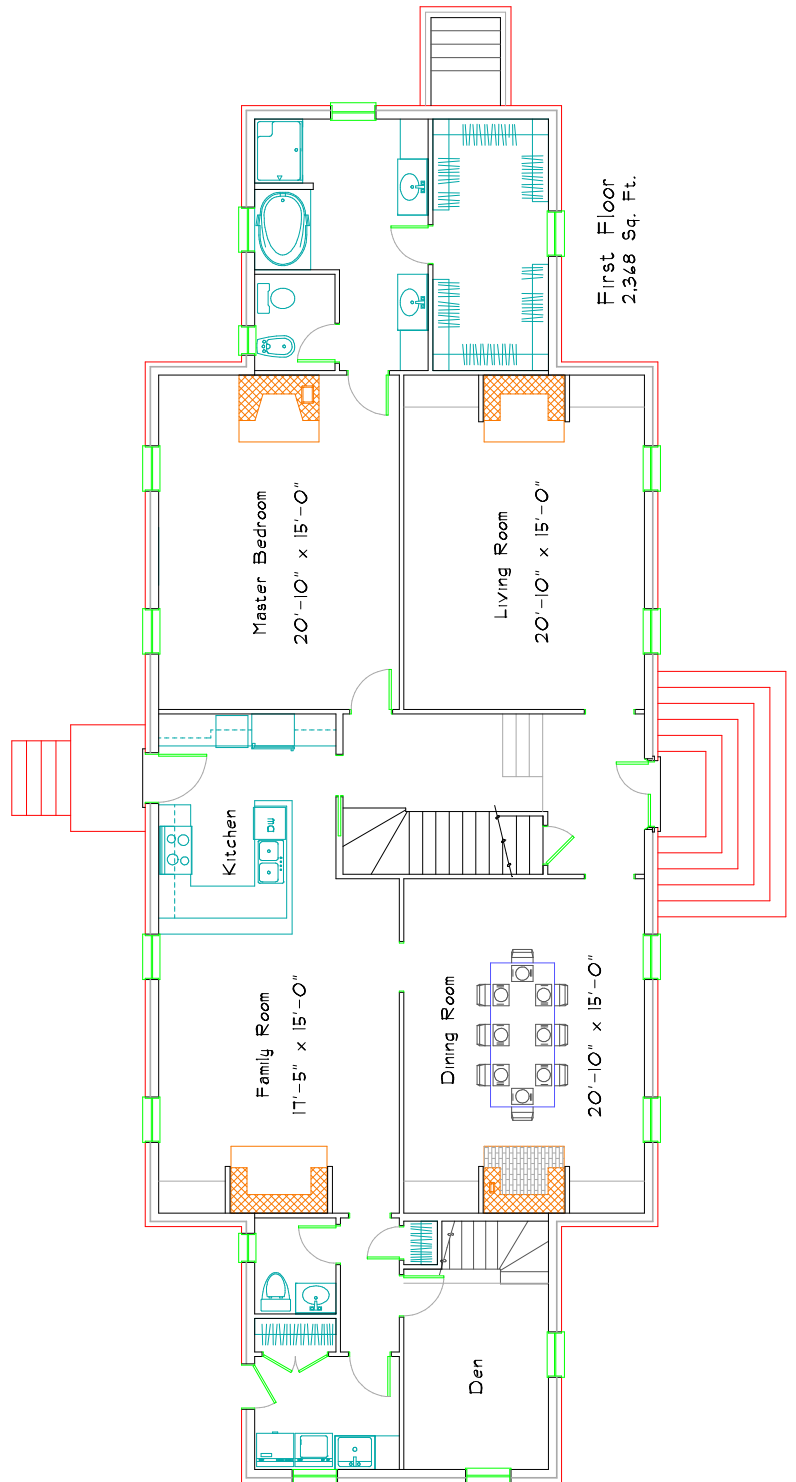 First Floor
2,368 Sq. Ft.
Master Bedroom
20'-10" x 15'-0"
Living Room
20'-10" x 15'-0"
Kitchen
DW
Family Room
17'-5" x 15'-0"
Dining Room
20'-10" x 15'-0"
Den